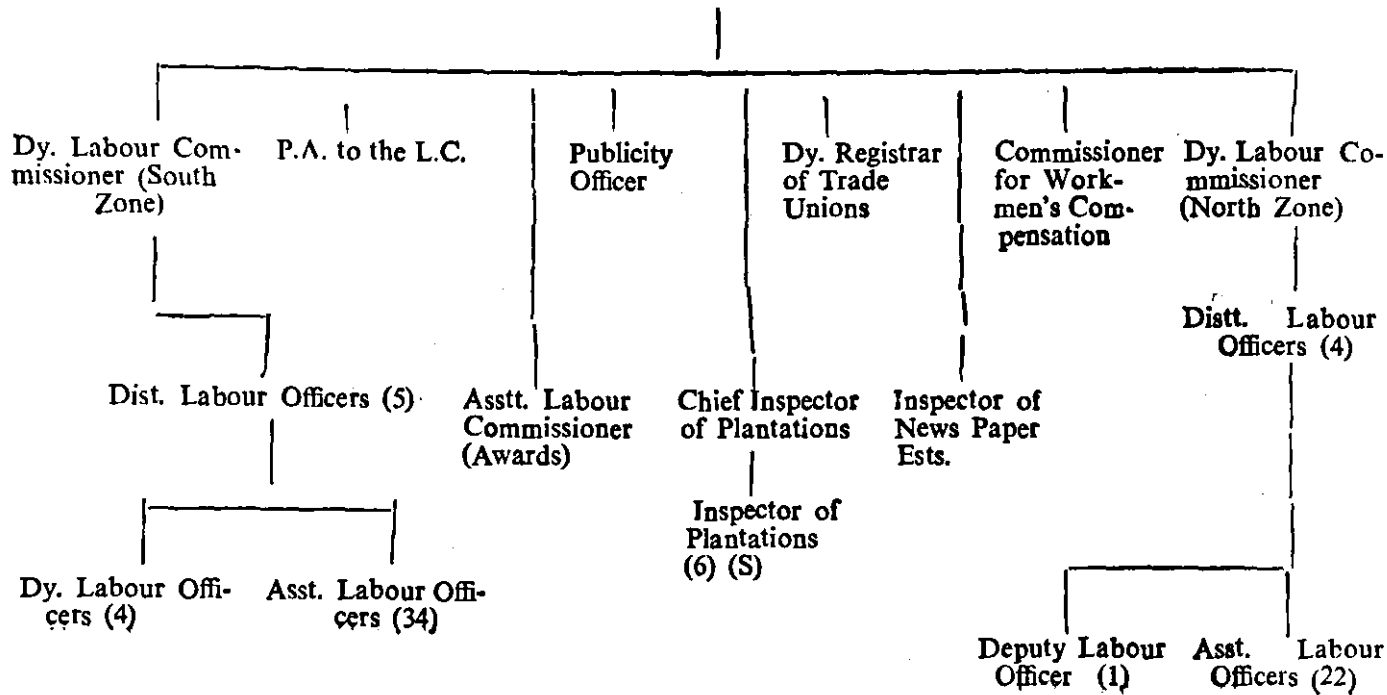 Dy. Labour Com-
missioner (South
Zone)
P.A. to the L.C.
Publicity
Officer
Dy. Registrar
of Trade
Unions
Commissioner
for Work-
men's Com-
pensation
Dy. Labour Co-
mmissioner
(North Zone)
Distt. Labour
Officers (4)
Dist. Labour Officers (5)
Asstt. Labour
Commissioner
(Awards)
Chief Inspector
of Plantations
Inspector of
News Paper
Ests.
Inspector of
Plantations
(6) (S)
Dy. Labour Offi-
cers (4)
Asst. Labour Offi-
cers (34)
Deputy Labour
Officer (1)
Asst. Labour
Officers (22)